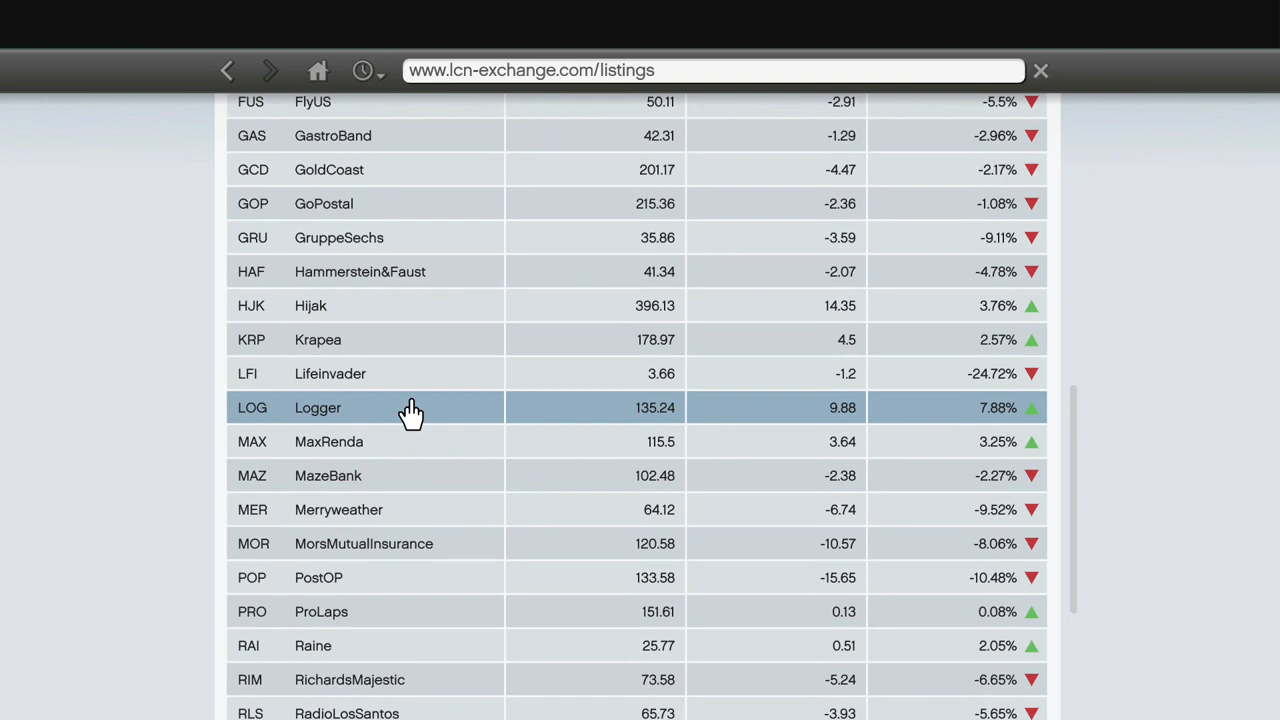 www.lcn-exchange.com/listings
FUS FlyUS 50.11 -2.91 -5.5%
GAS GastroBand 42.31 -1.29 -2.96%
GCD GoldCoast 201.17 -4.47 -2.17%
GOP GoPostal 215.36 -2.36 -1.08%
GRU GruppeSechs 35.86 -3.59 -9.11%
HAF Hammerstein&Faust 41.34 -2.07 -4.78%
HJK Hijak 396.13 14.35 3.76%
KRP Krapea 178.97 4.5 2.57%
LFI Lifeinvader 3.66 -1.2 -24.72%
LOG Logger 135.24 9.88 7.88%
MAX MaxRenda 115.5 3.64 3.25%
MAZ MazeBank 102.48 -2.38 -2.27%
MER Merryweather 64.12 -6.74 -9.52%
MOR MorsMutualInsurance 120.58 -10.57 -8.06%
POP PostOP 133.58 -15.65 -10.48%
PRO ProLaps 151.61 0.13 0.08%
RAI Raine 25.77 0.51 2.05%
RIM RichardsMajestic 73.58 -5.24 -6.65%
RLS RadioLosSantos 65.73 -3.93 -5.65%